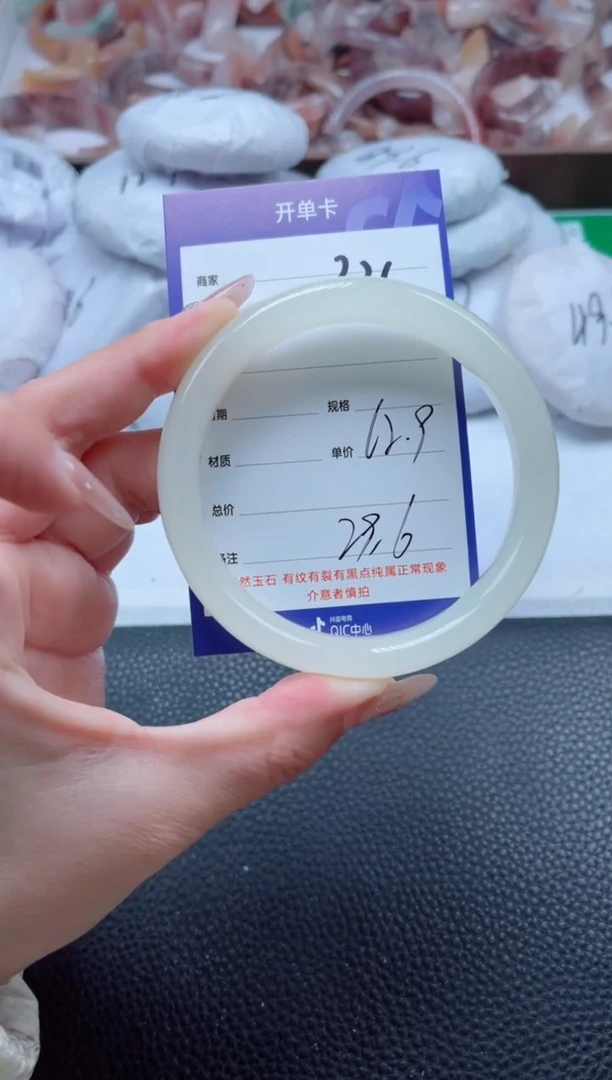 开单卡
商家
期 规格
材质 单价 62.9
总价
注 28.6
然玉石 有纹有裂有黑点纯属正常现象
介意者慎拍
抖音电商
QIC中心